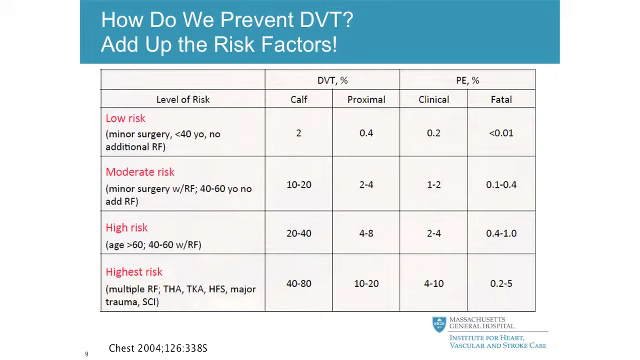 How Do We Prevent DVT?
Add Up the Risk Factors!
DVT, %
PE, %
Level of Risk
Calf
Proximal
Clinical
Fatal
Low risk
(minor surgery, <40 yo, no
additional RF)
2
0.4
0.2
<0.01
Moderate risk
(minor surgery w/RF; 40-60 yo no
add RF)
10-20
2-4
1-2
0.1-0.4
High risk
(age >60; 40-60 w/RF)
20-40
4-8
2-4
0.4-1.0
Highest risk
(multiple RF; THA, TKA, HFS, major
trauma, SCI)
40-80
10-20
4-10
0.2-5
MASSACHUSETTS
GENERAL HOSPITAL
INSTITUTE FOR HEART,
VASCULAR AND STROKE CARE
9
Chest 2004;126:338S